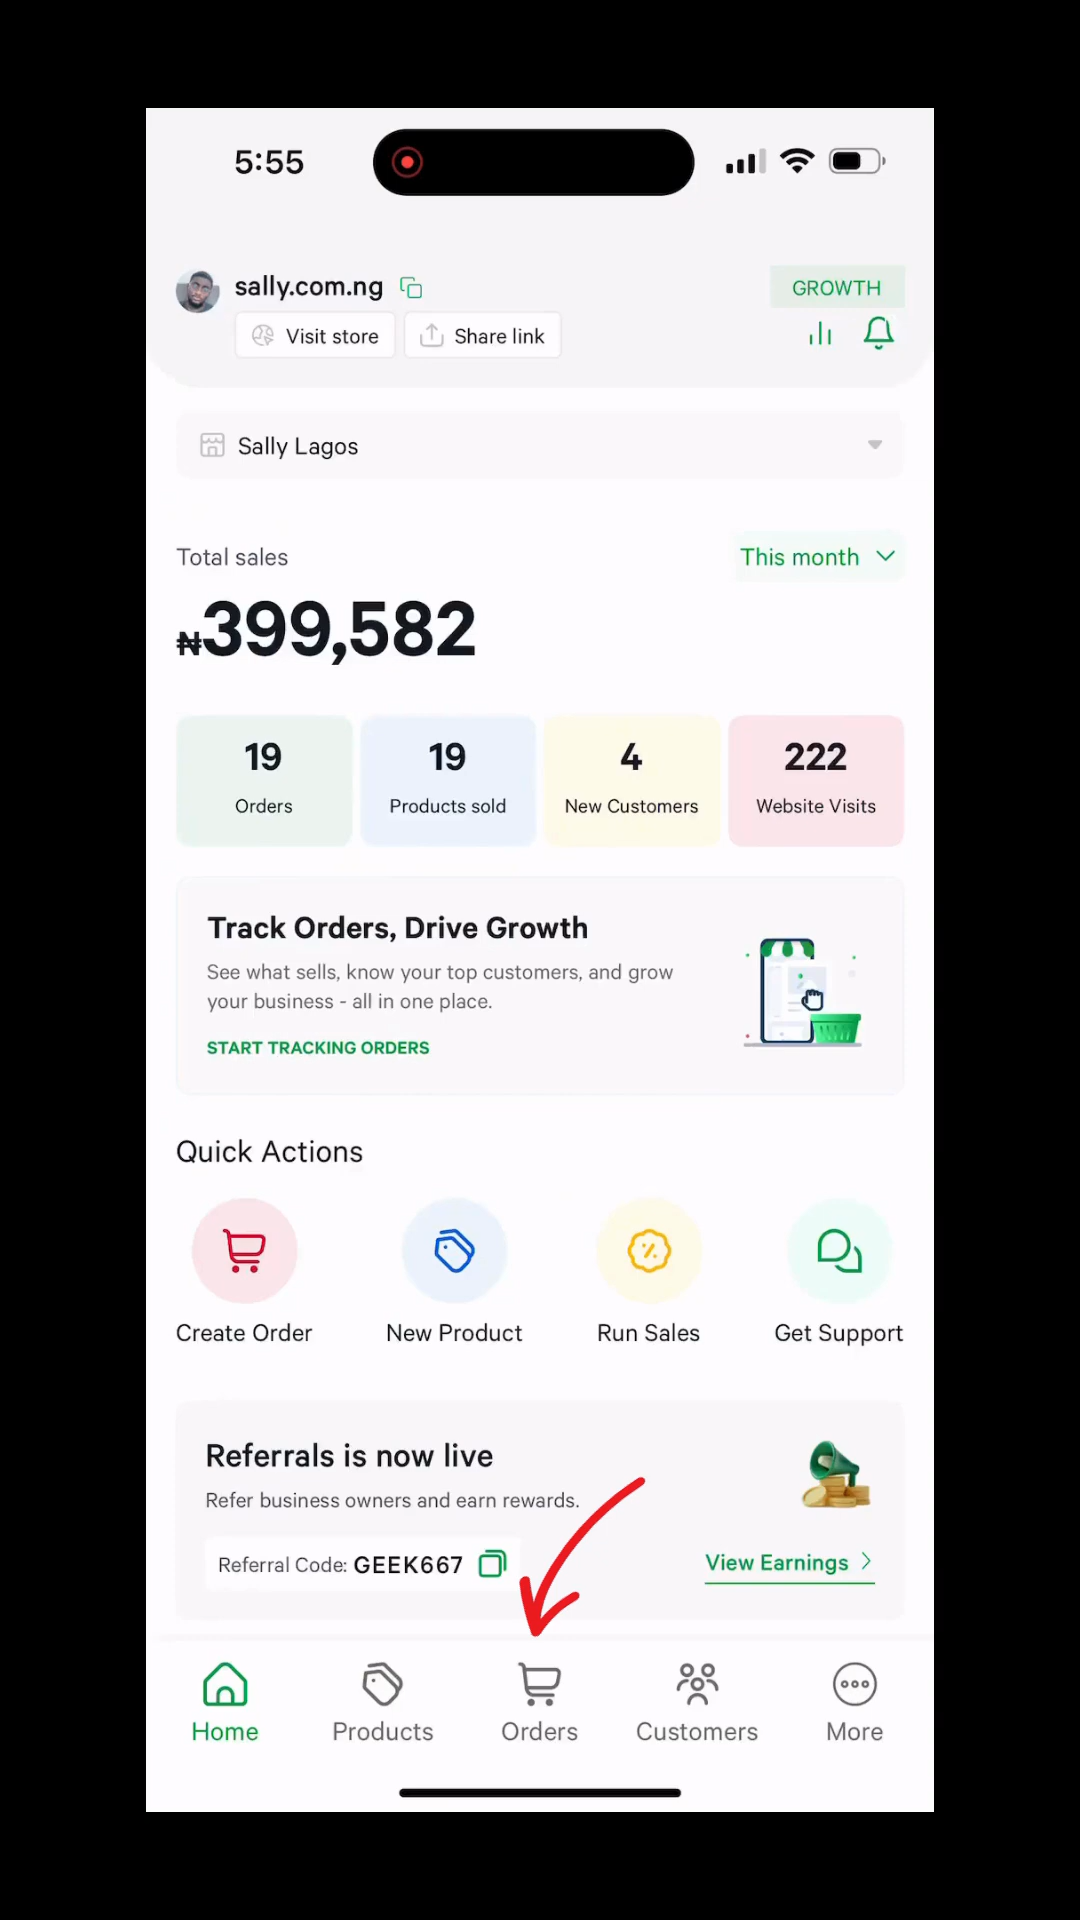 5:55
sally.com.ng
GROWTH
Visit store
Share link
Sally Lagos
Total sales
This month
₦399,582
19
Orders
19
Products sold
4
New Customers
222
Website Visits
Track Orders, Drive Growth
See what sells, know your top customers, and grow
your business - all in one place.
START TRACKING ORDERS
Quick Actions
Create Order
New Product
Run Sales
Get Support
Referrals is now live
Refer business owners and earn rewards.
Referral Code: GEEK667
View Earnings
Home
Products
Orders
Customers
More